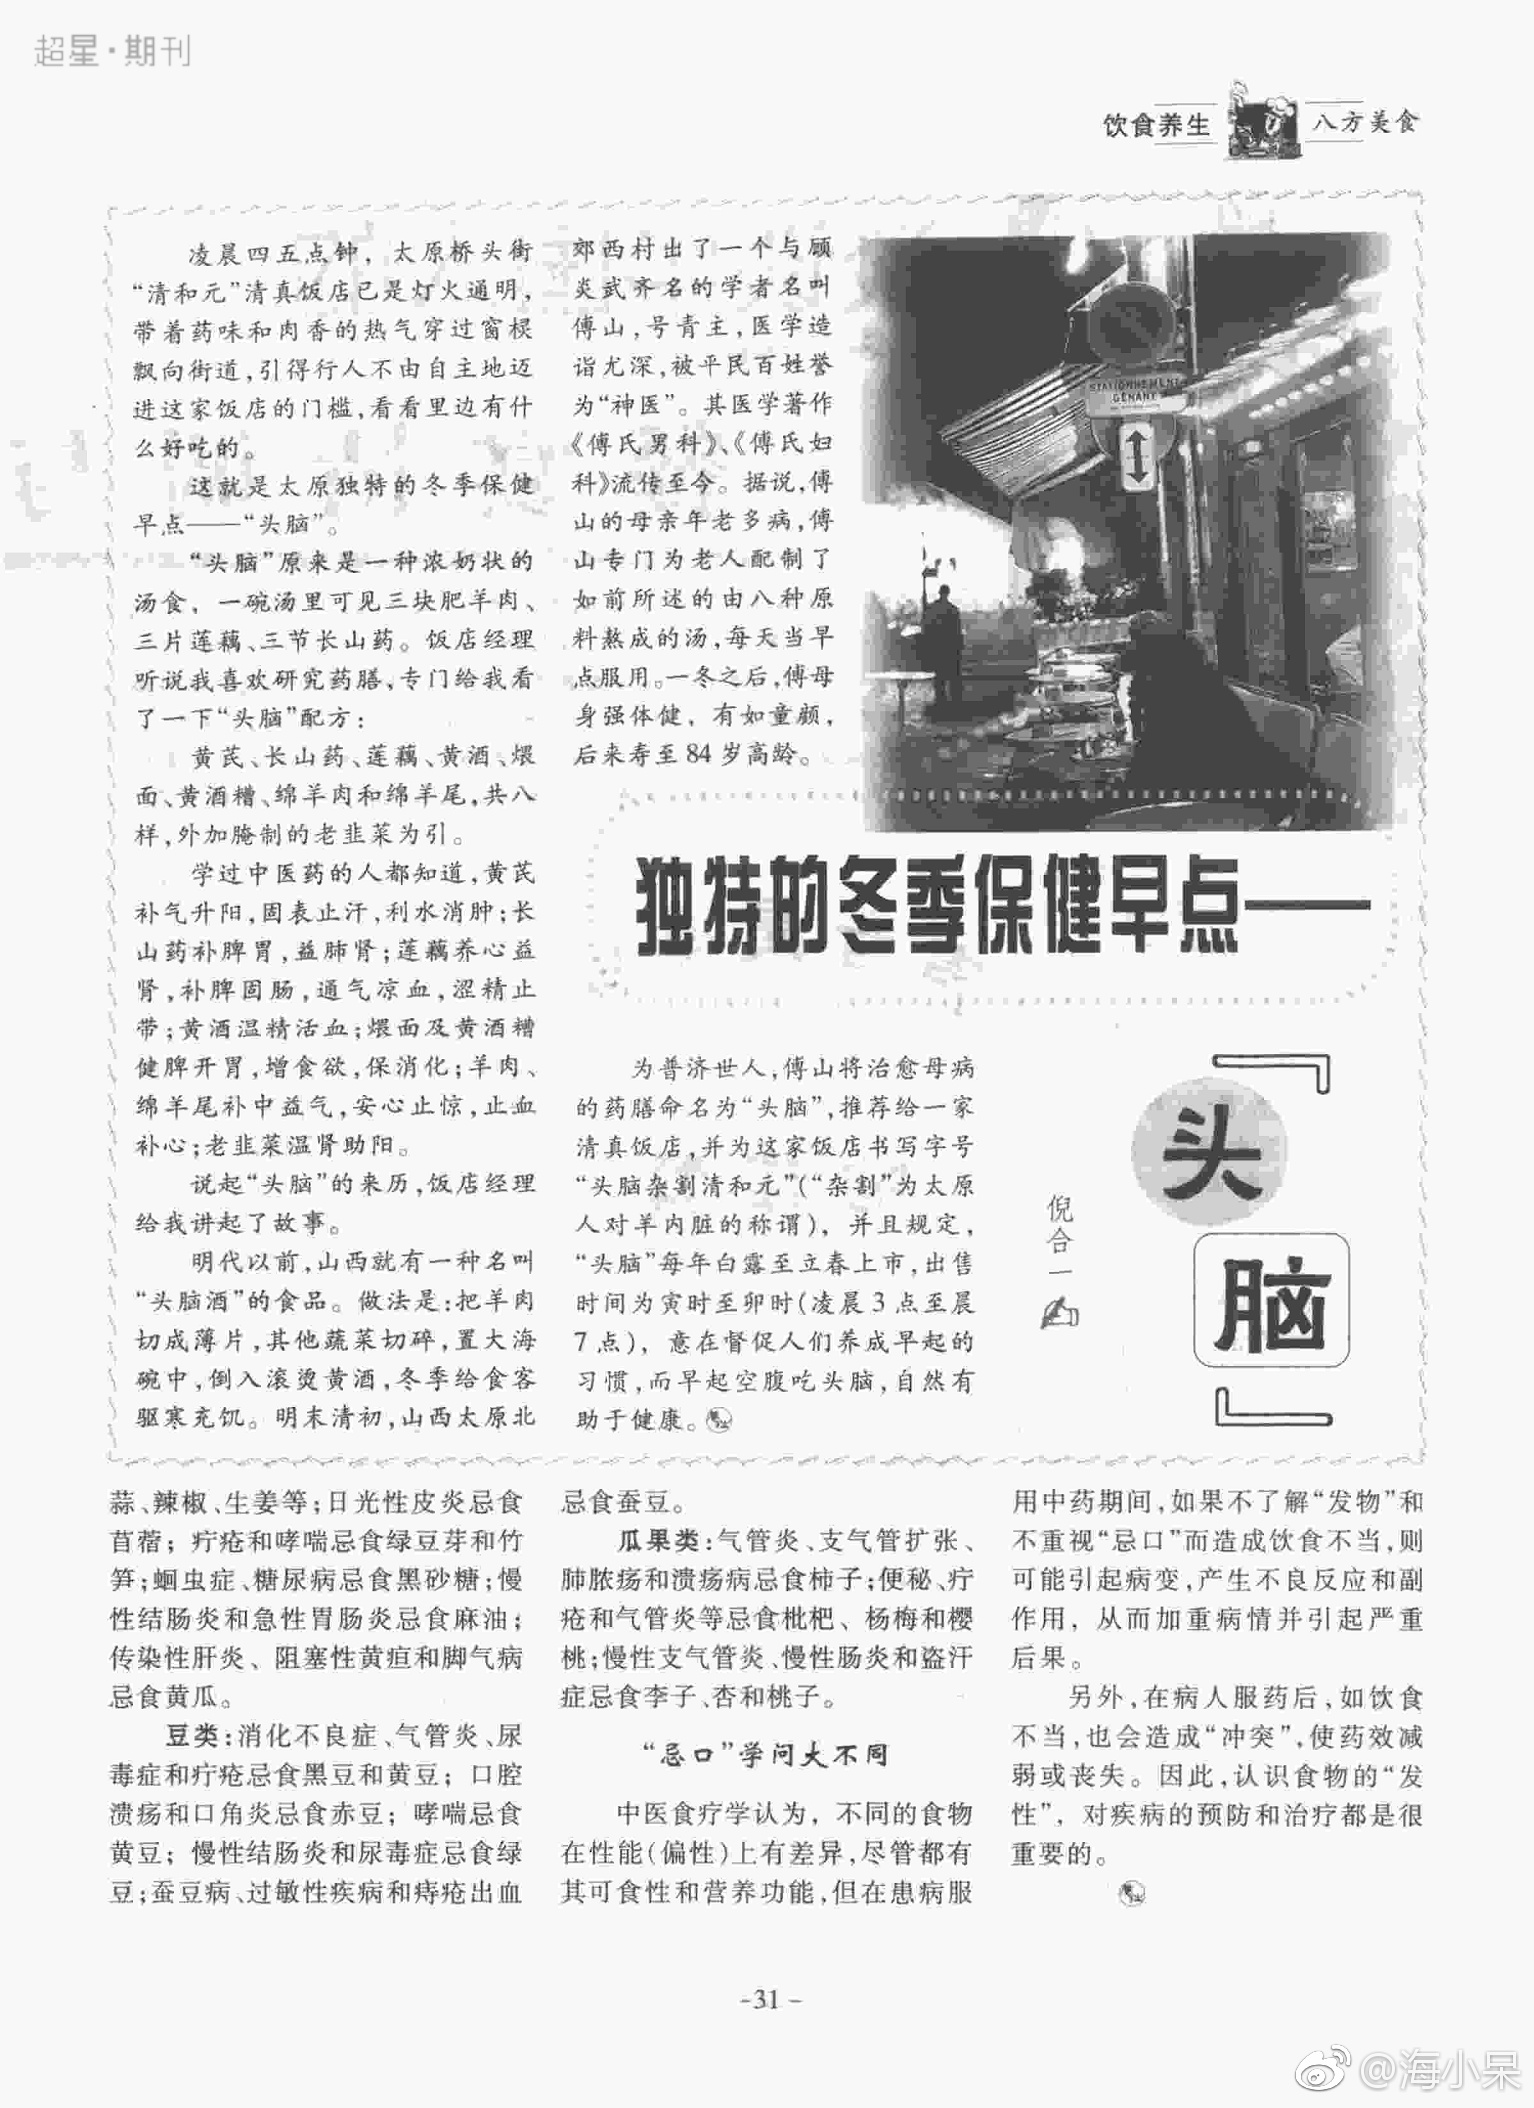 超星·期刊
饮食养生 八方美食
凌晨四五点钟，太原桥头街
“清和元”清真饭店已是灯火通明，
带着药味和肉香的热气穿过窗棂
飘向街道，引得行人不由自主地迈
进这家饭店的门槛，看看里边有什
么好吃的。
这就是太原独特的冬季保健
早点——“头脑”。
“头脑”原来是一种浓奶状的
汤食，一碗汤里可见三块肥羊肉、
三片莲藕、三节长山药。饭店经理
听说我喜欢研究药膳，专门给我看
了一下“头脑”配方：
黄芪、长山药、莲藕、黄酒、煨
面、黄酒糟、绵羊肉和绵羊尾，共八
样，外加腌制的老韭菜为引。
学过中医药的人都知道，黄芪
补气升阳，固表止汗，利水消肿；长
山药补脾胃，益肺肾；莲藕养心益
肾，补脾固肠，通气凉血，涩精止
带；黄酒温精活血；煨面及黄酒糟
健脾开胃，增食欲，保消化；羊肉、
绵羊尾补中益气，安心止惊，止血
补心；老韭菜温肾助阳。
说起“头脑”的来历，饭店经理
给我讲起了故事。
明代以前，山西就有一种名叫
“头脑酒”的食品。做法是：把羊肉
切成薄片，其他蔬菜切碎，置大海
碗中，倒入滚烫黄酒，冬季给食客
驱寒充饥。明末清初，山西太原北
郊西村出了一个与顾
炎武齐名的学者名叫
傅山，号青主，医学造
诣尤深，被平民百姓誉
为“神医”。其医学著作
《傅氏男科》、《傅氏妇
科》流传至今。据说，傅
山的母亲年老多病，傅
山专门为老人配制了
如前所述的由八种原
料熬成的汤，每天当早
点服用。一冬之后，傅母
身强体健，有如童颜，
后来寿至84岁高龄。
STATIONNEMENT
GÊNANT
独特的冬季保健早点——
「头脑」
倪合一
为普济世人，傅山将治愈母病
的药膳命名为“头脑”，推荐给一家
清真饭店，并为这家饭店书写字号
“头脑杂割清和元”（“杂割”为太原
人对羊内脏的称谓），并且规定，
“头脑”每年白露至立春上市，出售
时间为寅时至卯时（凌晨3点至晨
7点），意在督促人们养成早起的
习惯，而早起空腹吃头脑，自然有
助于健康。
蒜、辣椒、生姜等；日光性皮炎忌食
苜蓿；疔疮和哮喘忌食绿豆芽和竹
笋；蛔虫症、糖尿病忌食黑砂糖；慢
性结肠炎和急性胃肠炎忌食麻油；
传染性肝炎、阻塞性黄疸和脚气病
忌食黄瓜。
豆类：消化不良症、气管炎、尿
毒症和疔疮忌食黑豆和黄豆；口腔
溃疡和口角炎忌食赤豆；哮喘忌食
黄豆；慢性结肠炎和尿毒症忌食绿
豆；蚕豆病、过敏性疾病和痔疮出血
忌食蚕豆。
瓜果类：气管炎、支气管扩张、
肺脓疡和溃疡病忌食柿子；便秘、疔
疮和气管炎等忌食枇杷、杨梅和樱
桃；慢性支气管炎、慢性肠炎和盗汗
症忌食李子、杏和桃子。
“忌口”学问大不同
中医食疗学认为，不同的食物
在性能（偏性）上有差异，尽管都有
其可食性和营养功能，但在患病服
用中药期间，如果不了解“发物”和
不重视“忌口”而造成饮食不当，则
可能引起病变，产生不良反应和副
作用，从而加重病情并引起严重
后果。
另外，在病人服药后，如饮食
不当，也会造成“冲突”，使药效减
弱或丧失。因此，认识食物的“发
性”，对疾病的预防和治疗都是很
重要的。
-31-
@海小呆